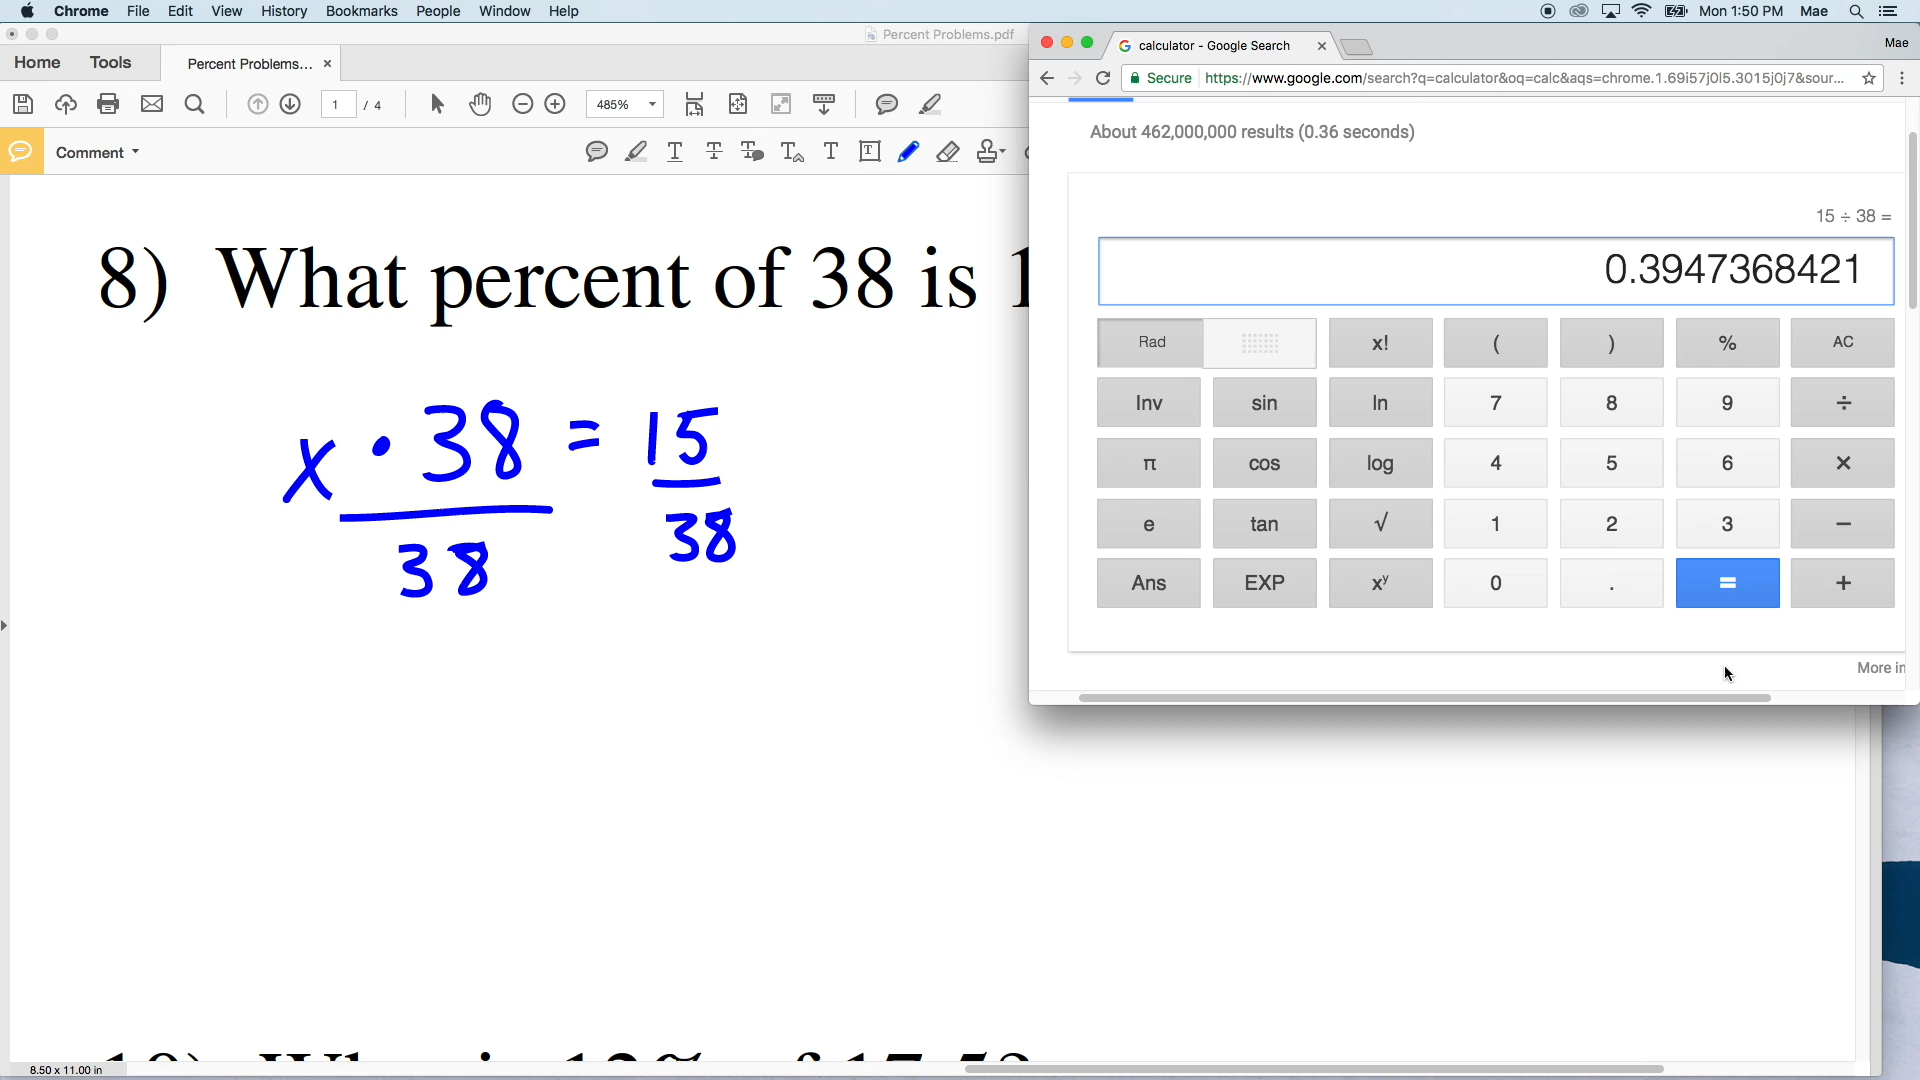 Chrome File Edit View History Bookmarks People Window Help Mon 1:50 PM Mae
Percent Problems.pdf
Home Tools Percent Problems... ×
1 / 4 485%
Comment
calculator - Google Search × Mae
Secure https://www.google.com/search?q=calculator&oq=calc&aqs=chrome.1.69i57j0l5.3015j0j7&sour...
About 462,000,000 results (0.36 seconds)
15 ÷ 38 =
0.3947368421
Rad x! ( ) % AC
Inv sin ln 7 8 9 ÷
π cos log 4 5 6 ×
e tan √ 1 2 3 −
Ans EXP xʸ 0 . = +
More in
8) What percent of 38 is 1
x • 38 = 15
38 38
8.50 x 11.00 in